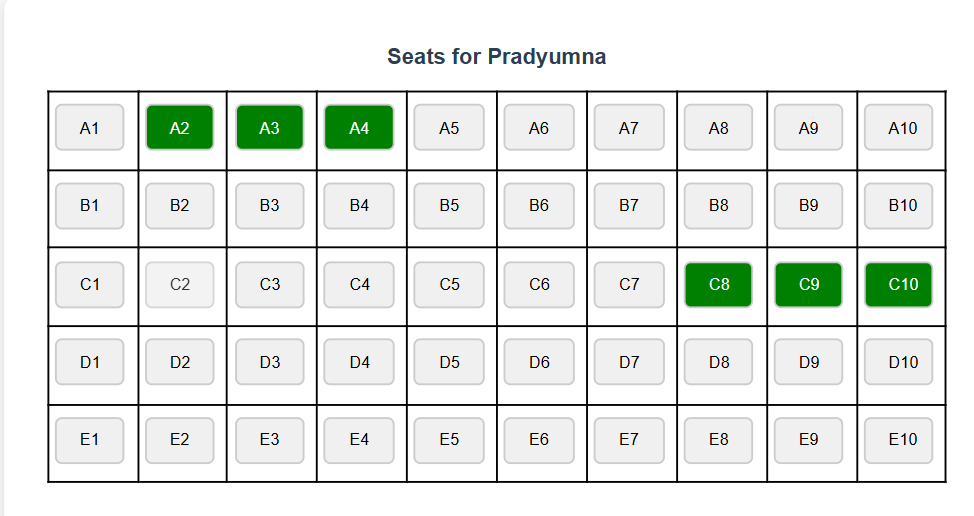 Seats for Pradyumna
A1 A2 A3 A4 A5 A6 A7 A8 A9 A10
B1 B2 B3 B4 B5 B6 B7 B8 B9 B10
C1 C2 C3 C4 C5 C6 C7 C8 C9 C10
D1 D2 D3 D4 D5 D6 D7 D8 D9 D10
E1 E2 E3 E4 E5 E6 E7 E8 E9 E10